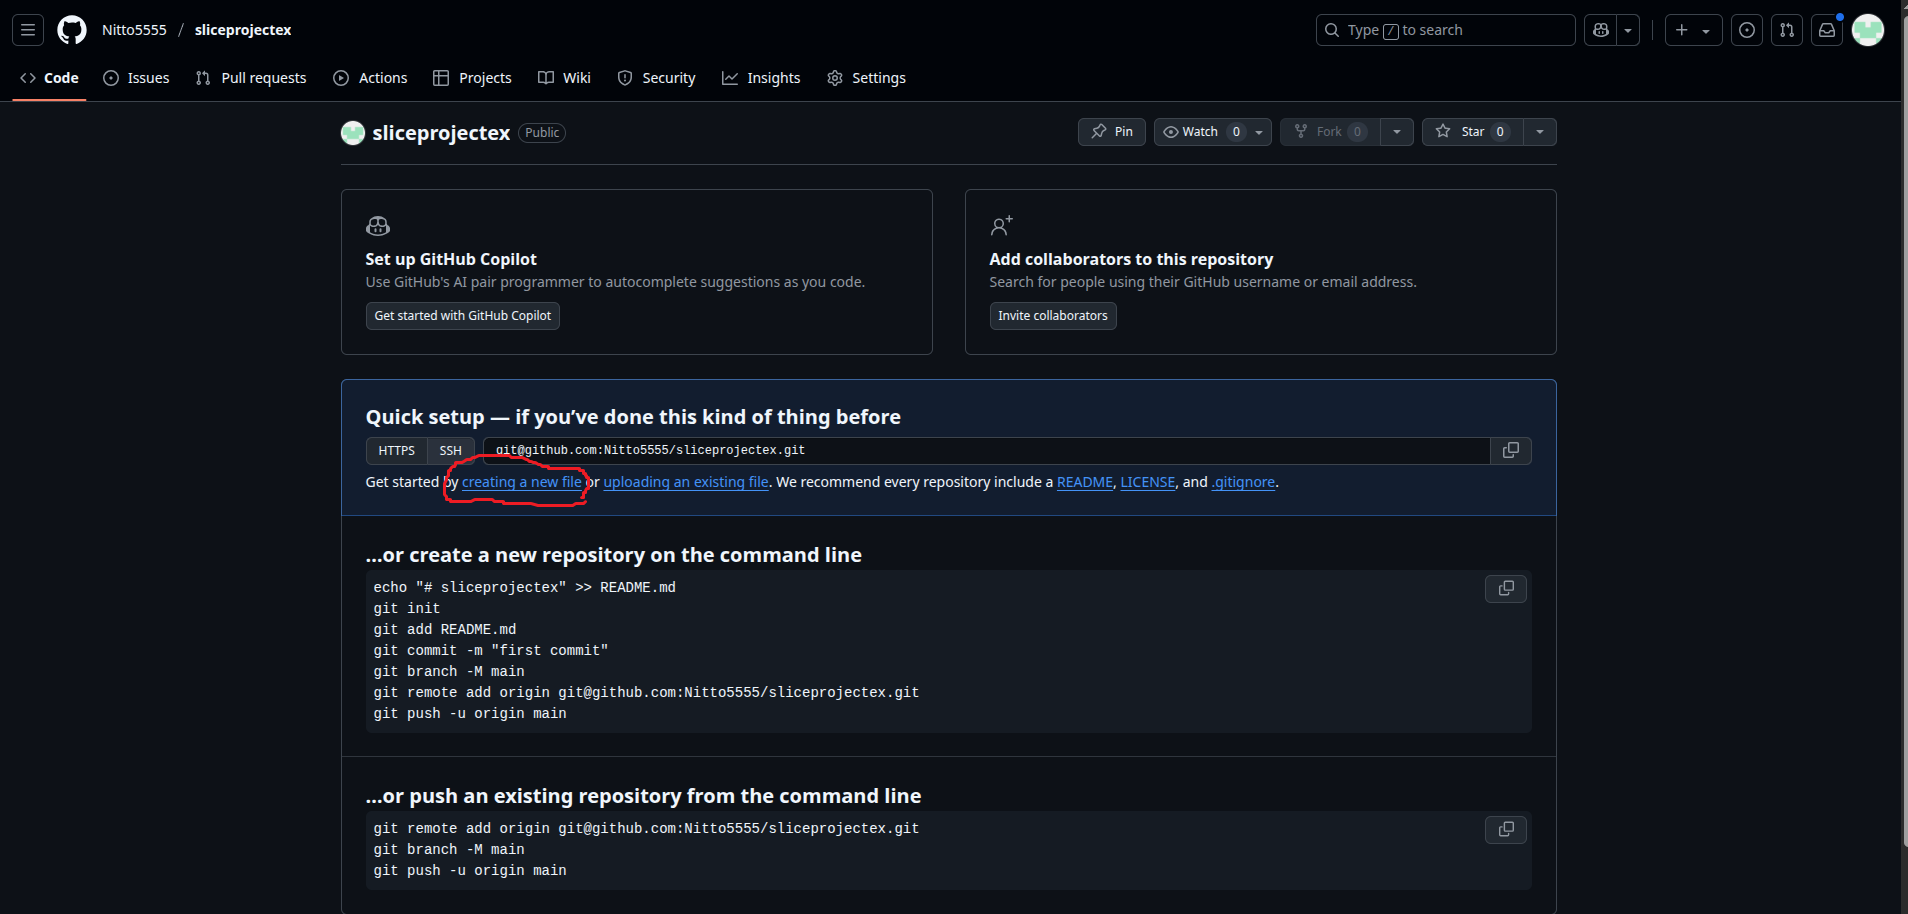 Nitto5555 / sliceprojectex
Type / to search
Code Issues Pull requests Actions Projects Wiki Security Insights Settings
sliceprojectex Public
Pin Watch 0 Fork 0 Star 0
Set up GitHub Copilot
Use GitHub's AI pair programmer to autocomplete suggestions as you code.
Get started with GitHub Copilot
Add collaborators to this repository
Search for people using their GitHub username or email address.
Invite collaborators
Quick setup — if you’ve done this kind of thing before
HTTPS SSH git@github.com:Nitto5555/sliceprojectex.git
Get started by creating a new file or uploading an existing file. We recommend every repository include a README, LICENSE, and .gitignore.
…or create a new repository on the command line
echo "# sliceprojectex" >> README.md
git init
git add README.md
git commit -m "first commit"
git branch -M main
git remote add origin git@github.com:Nitto5555/sliceprojectex.git
git push -u origin main
…or push an existing repository from the command line
git remote add origin git@github.com:Nitto5555/sliceprojectex.git
git branch -M main
git push -u origin main